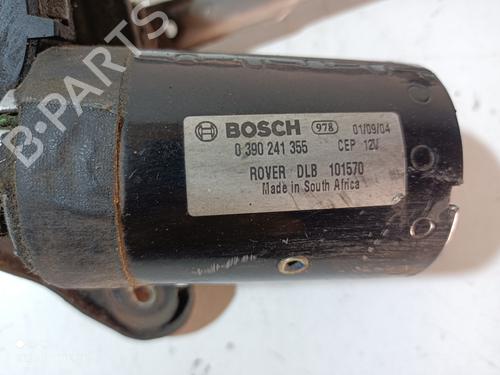 B-PARTS
BOSCH 978 01/09/04
0 390 241 355 CEP 12V
ROVER DLB 101570
Made in South Africa